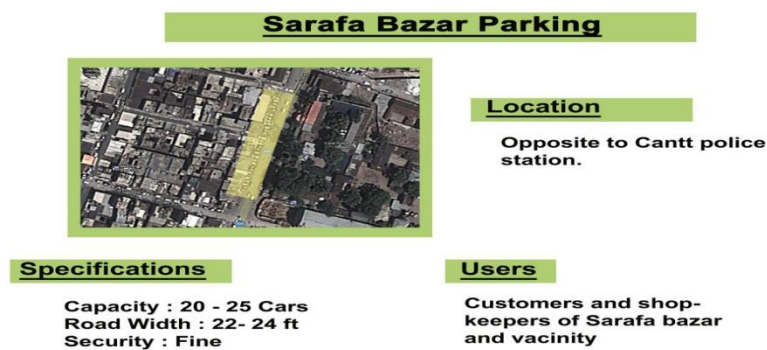 Sarafa Bazar Parking
Location
Opposite to Cantt police
station.
Specifications
Capacity : 20 - 25 Cars
Road Width : 22- 24 ft
Security : Fine
Users
Customers and shop-
keepers of Sarafa bazar
and vacinity